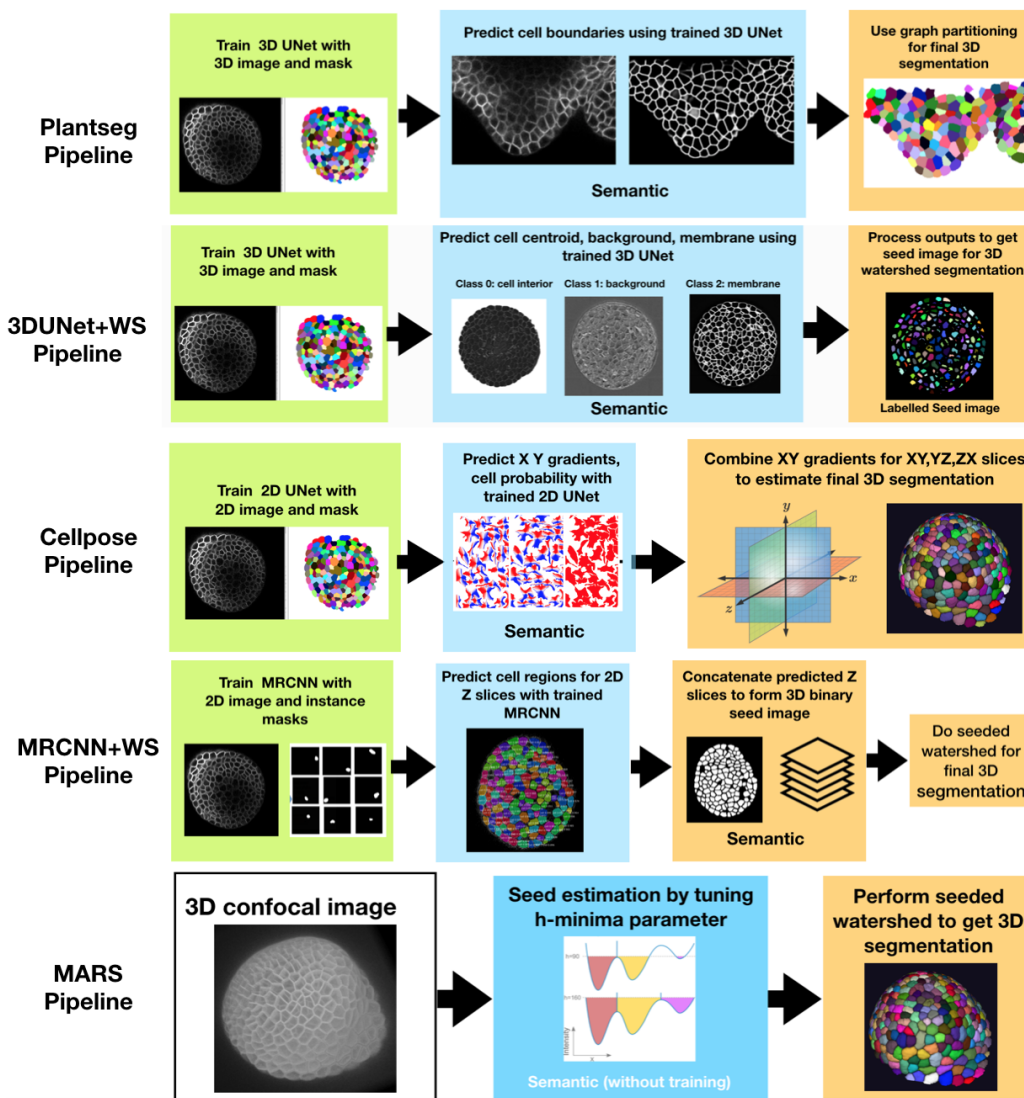 Plantseg
Pipeline
Train 3D UNet with
3D image and mask
Predict cell boundaries using trained 3D UNet
Semantic
Use graph partitioning
for final 3D
segmentation
3DUNet+WS
Pipeline
Train 3D UNet with
3D image and mask
Predict cell centroid, background, membrane using
trained 3D UNet
Class 0: cell interior
Class 1: background
Class 2: membrane
Semantic
Process outputs to get
seed image for 3D
watershed segmentation
Labelled Seed image
Cellpose
Pipeline
Train 2D UNet with
2D image and mask
Predict X Y gradients,
cell probability with
trained 2D UNet
Semantic
Combine XY gradients for XY,YZ,ZX slices
to estimate final 3D segmentation
y
x
z
MRCNN+WS
Pipeline
Train MRCNN with
2D image and instance
masks
Predict cell regions for 2D
Z slices with trained
MRCNN
Concatenate predicted Z
slices to form 3D binary
seed image
Semantic
Do seeded
watershed for
final 3D
segmentation
MARS
Pipeline
3D confocal image
Seed estimation by tuning
h-minima parameter
Intensity
x
Semantic (without training)
Perform seeded
watershed to get 3D
segmentation